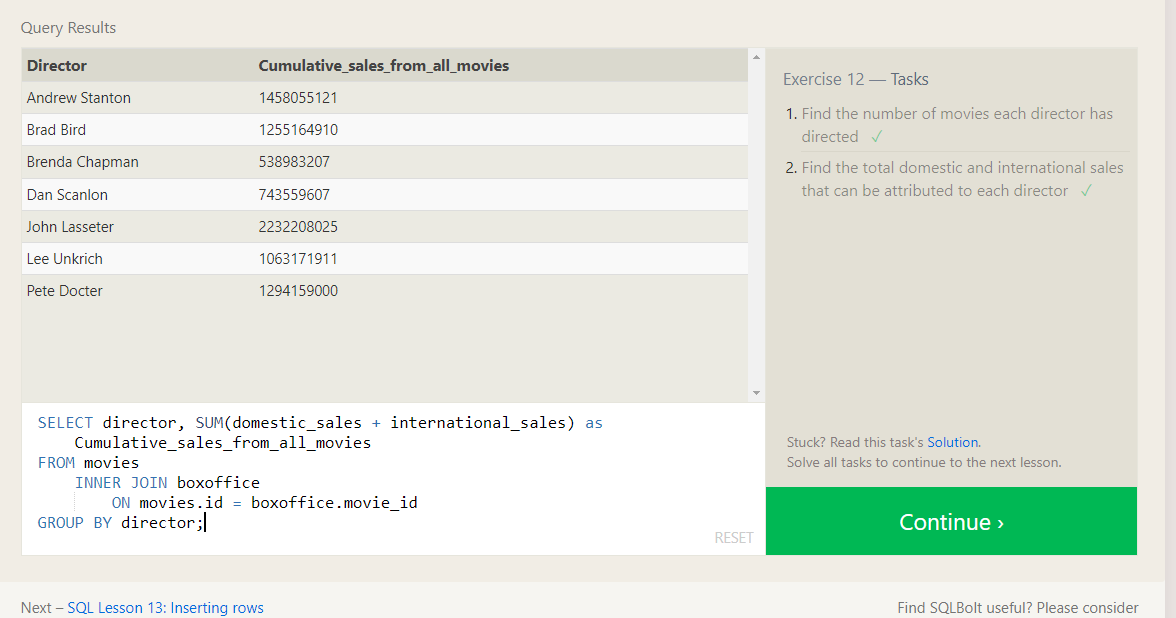 Query Results
Director Cumulative_sales_from_all_movies
Andrew Stanton 1458055121
Brad Bird 1255164910
Brenda Chapman 538983207
Dan Scanlon 743559607
John Lasseter 2232208025
Lee Unkrich 1063171911
Pete Docter 1294159000
SELECT director, SUM(domestic_sales + international_sales) as
Cumulative_sales_from_all_movies
FROM movies
INNER JOIN boxoffice
ON movies.id = boxoffice.movie_id
GROUP BY director;
RESET
Exercise 12 — Tasks
1. Find the number of movies each director has
directed ✓
2. Find the total domestic and international sales
that can be attributed to each director ✓
Stuck? Read this task's Solution.
Solve all tasks to continue to the next lesson.
Continue ›
Next – SQL Lesson 13: Inserting rows
Find SQLBolt useful? Please consider